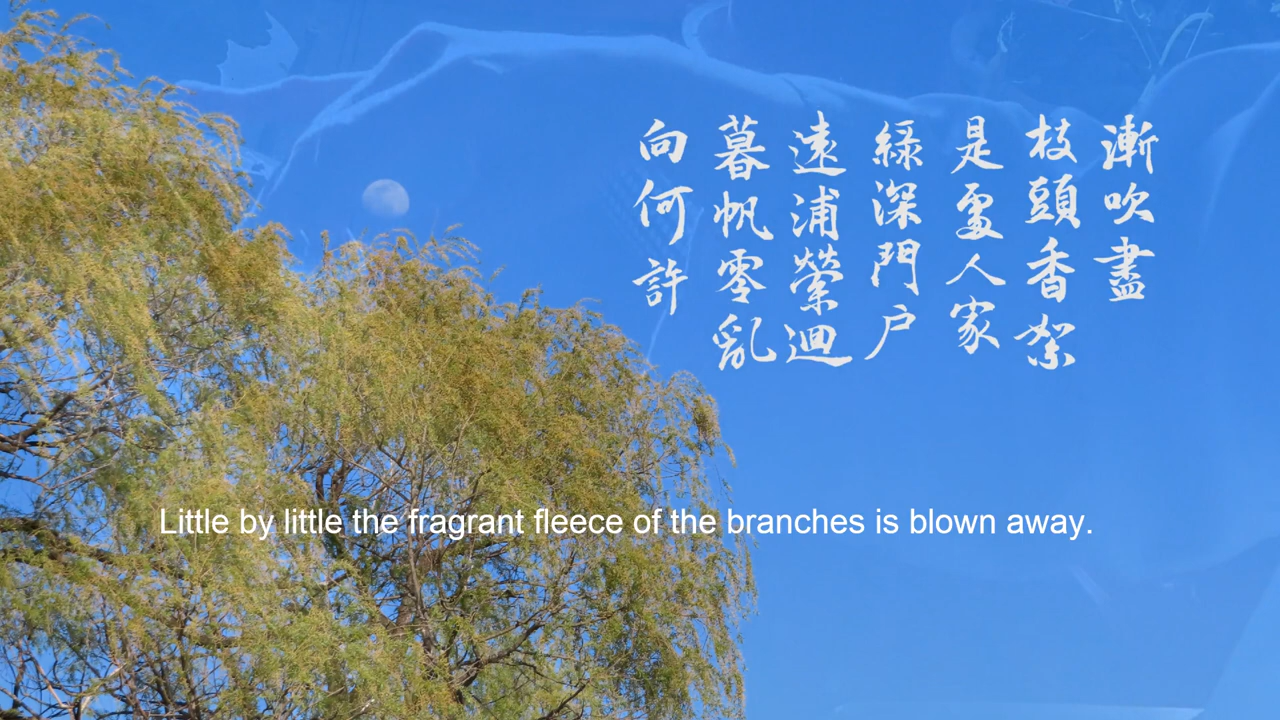 漸吹盡
枝頭香絮
是處人家
綠深門户
遠浦縈迴
暮帆零亂
向何許
Little by little the fragrant fleece of the branches is blown away.